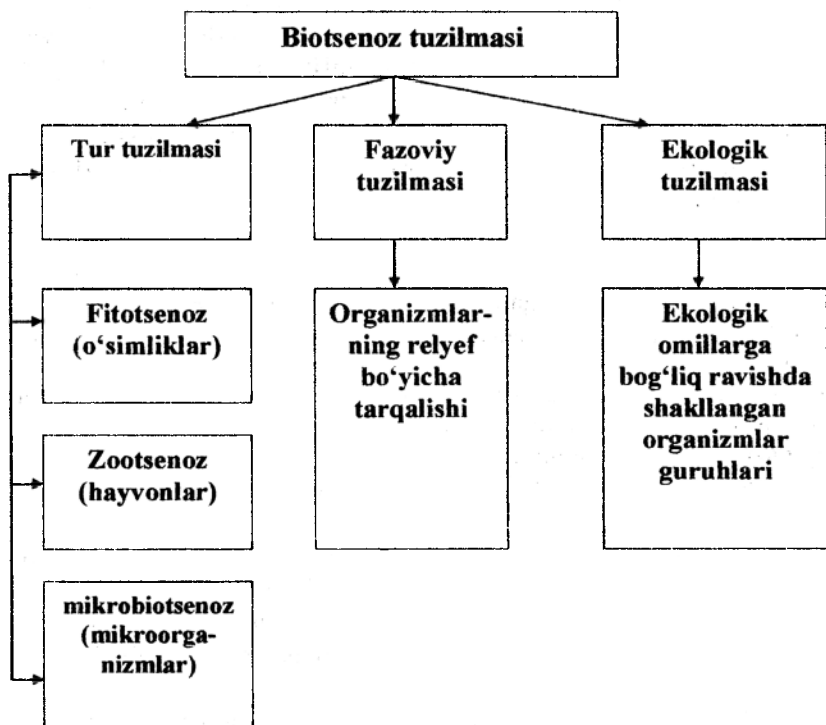 Biotsenoz tuzilmasi
Tur tuzilmasi
Fazoviy
tuzilmasi
Ekologik
tuzilmasi
Fitotsenoz
(o‘simliklar)
Organizmlar-
ning relyef
bo‘yicha
tarqalishi
Ekologik
omillarga
bog‘liq ravishda
shakllangan
organizmlar
guruhlari
Zootsenoz
(hayvonlar)
mikrobiotsenoz
(mikroorga-
nizmlar)